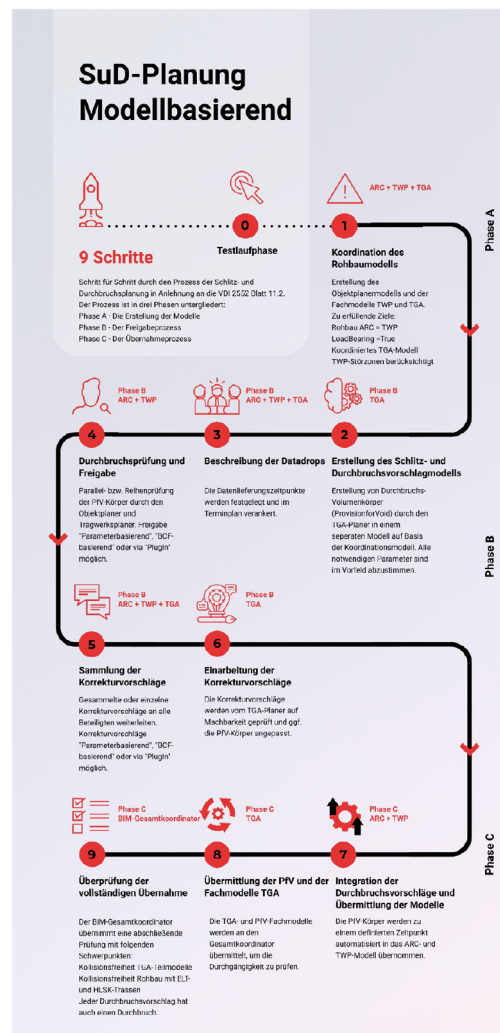 SuD-Planung
Modellbasierend
ARC + TWP + TGA
0
1
9 Schritte
Schritt für Schritt durch den Prozess der Schlitz- und
Durchbruchsplanung in Anlehnung an die VDI 2552 Blatt 11.2.
Der Prozess ist in drei Phasen untergliedert:
Phase A - Die Erstellung der Modelle
Phase B - Der Freigabeprozess
Phase C - Der Übernahmeprozess
Testlaufphase
Koordination des
Rohbaumodells
Erstellung des
Objektplanermodells und der
Fachmodelle TWP und TGA.
Zu erfüllende Ziele:
Rohbau ARC = TWP
LoadBearing =True
Koordiniertes TGA-Modell
TWP-Störzonen berücksichtigt
Phase A
Phase B
ARC + TWP
Phase B
ARC + TWP + TGA
Phase B
TGA
4
3
2
Durchbruchsprüfung und
Freigabe
Parallel- bzw. Reihenprüfung
der PfV-Körper durch den
Objektplaner und
Tragwerksplaner. Freigabe
"Parameterbasierend", "BCF-
basierend" oder via "Plugin"
möglich.
Beschreibung der Datadrops
Die Datenlieferungszeitpunkte
werden festgelegt und im
Terminplan verankert.
Erstellung des Schlitz- und
Durchbruchsvorschlagmodells
Erstellung von Durchbruchs-
Volumenkörper
(ProvisionforVoid) durch den
TGA-Planer in einem
seperaten Modell auf Basis
der Koordinationsmodell. Alle
notwendigen Parameter sind
im Vorfeld abzustimmen.
Phase B
Phase B
ARC + TWP + TGA
Phase B
TGA
5
6
Sammlung der
Korrekturvorschläge
Gesammelte oder einzelne
Korrekturvorschläge an alle
Beteiligten weiterleiten.
Korrekturvorschläge
"Parameterbasierend", "BCF-
basierend" oder via "Plugin"
möglich.
Einarbeitung der
Korrekturvorschläge
Die Korrekturvorschläge
werden vom TGA-Planer auf
Machbarkeit geprüft und ggf.
die PfV-Körper angepasst.
Phase C
BIM-Gesamtkoordinator
Phase C
TGA
Phase C
ARC + TWP
9
8
7
Überprüfung der
vollständigen Übernahme
Der BIM-Gesamtkoordinator
übernimmt eine abschließende
Prüfung mit folgenden
Schwerpunkten:
Kollisionsfreiheit TGA-Teilmodelle
Kollisionsfreiheit Rohbau mit ELT-
und HLSK-Trassen
Jeder Durchbruchsvorschlag hat
auch einen Durchbruch.
Übermittlung der PfV und der
Fachmodelle TGA
Die TGA- und PfV-Fachmodelle
werden an den
Gesamtkoordinator
übermittelt, um die
Durchgängigkeit zu prüfen.
Integration der
Durchbruchsvorschläge und
Übermittlung der Modelle
Die PfV-Körper werden zu
einem definierten Zeitpunkt
automatisiert in das ARC- und
TWP-Modell übernommen.
Phase C